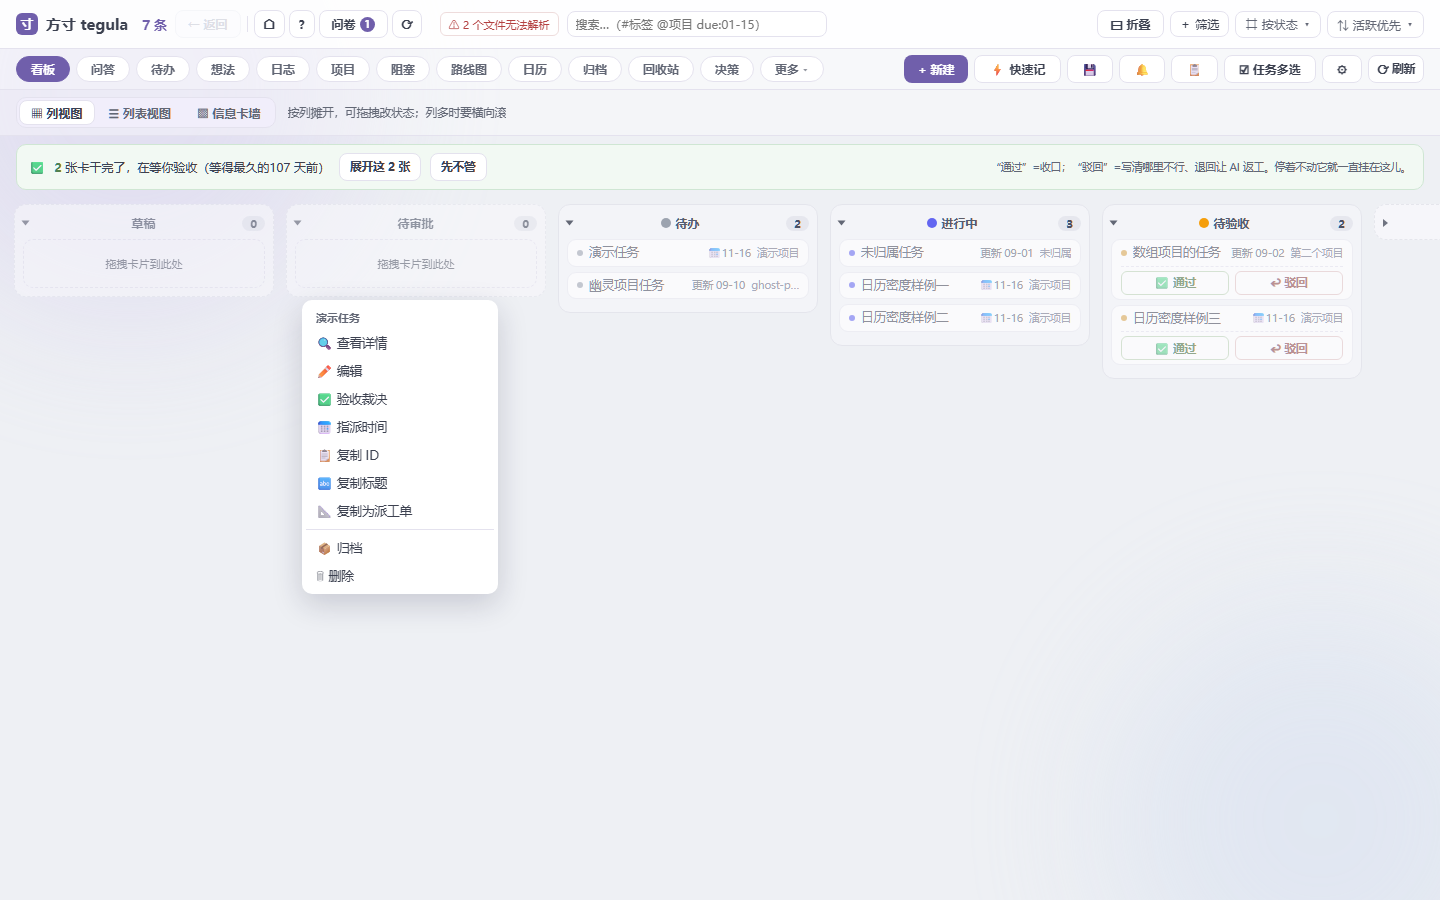 寸 方寸 tegula 7 条 ← 返回 ? 问卷 1 ⚠ 2 个文件无法解析 搜索... (#标签 @项目 due:01-15) 折叠 + 筛选 按状态 活跃优先
看板 问答 待办 想法 日志 项目 阻塞 路线图 日历 归档 回收站 决策 更多 + 新建 快速记 任务多选 刷新
列视图 列表视图 信息卡墙 按列摊开，可拖拽改状态；列多时要横向滚
2 张卡干完了，在等你验收（等得最久的107 天前） 展开这 2 张 先不管 “通过”=收口；“驳回”=写清哪里不行、退回让 AI 返工。停着不动它就一直挂在这儿。
草稿 0
拖拽卡片到此处
待审批 0
拖拽卡片到此处
待办 2
演示任务 11-16 演示项目
幽灵项目任务 更新 09-10 ghost-p...
进行中 3
未归属任务 更新 09-01 未归属
日历密度样例一 11-16 演示项目
日历密度样例二 11-16 演示项目
待验收 2
数组项目的任务 更新 09-02 第二个项目
通过 驳回
日历密度样例三 11-16 演示项目
通过 驳回
演示任务
查看详情
编辑
验收裁决
指派时间
复制 ID
abc 复制标题
复制为派工单
归档
删除